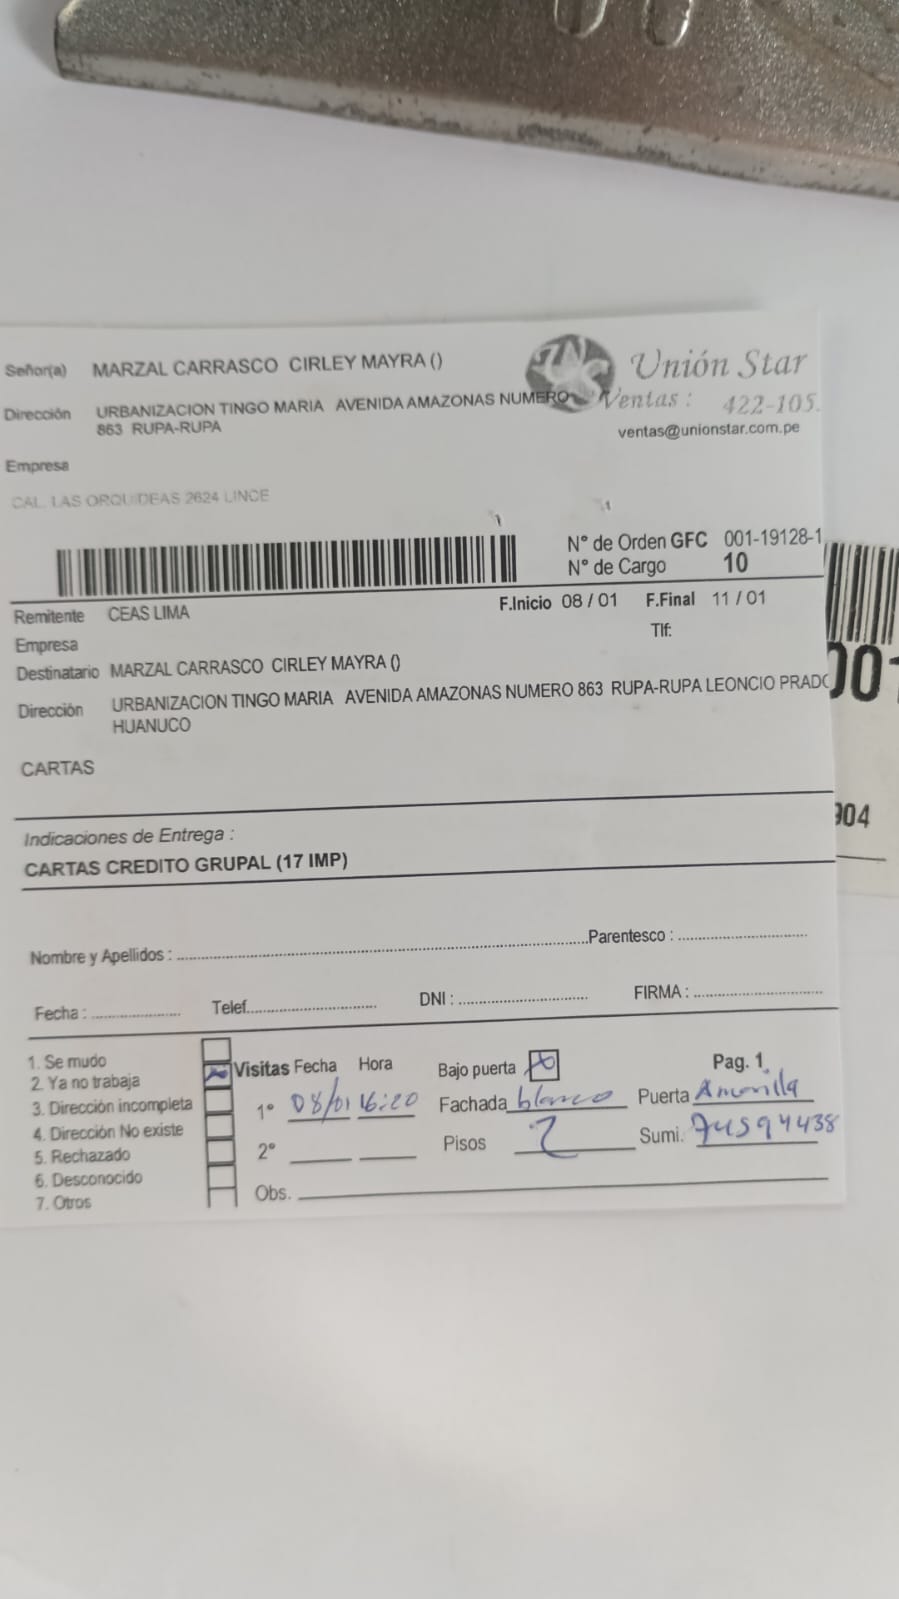 Señor(a) MARZAL CARRASCO CIRLEY MAYRA ()
Unión Star
Dirección URBANIZACION TINGO MARIA AVENIDA AMAZONAS NUMERO
863 RUPA-RUPA
Ventas: 422-105.
ventas@unionstar.com.pe
Empresa
CAL. LAS ORQUIDEAS 2624 LINCE
N° de Orden GFC 001-19128-1
N° de Cargo 10
Remitente CEAS LIMA
F.Inicio 08 / 01 F.Final 11 / 01
Empresa
Tlf:
Destinatario MARZAL CARRASCO CIRLEY MAYRA ()
Dirección URBANIZACION TINGO MARIA AVENIDA AMAZONAS NUMERO 863 RUPA-RUPA LEONCIO PRADO
HUANUCO
CARTAS
Indicaciones de Entrega :
CARTAS CREDITO GRUPAL (17 IMP)
Nombre y Apellidos : Parentesco :
Fecha : Telef. DNI : FIRMA :
1. Se mudo
2. Ya no trabaja
3. Dirección incompleta
4. Dirección No existe
5. Rechazado
6. Desconocido
7. Otros
Visitas Fecha Hora Bajo puerta Pag. 1
1° 08/01 16:20 Fachada blanco Puerta Amarilla
2° Pisos 2 Sumi.
Obs.
001
904